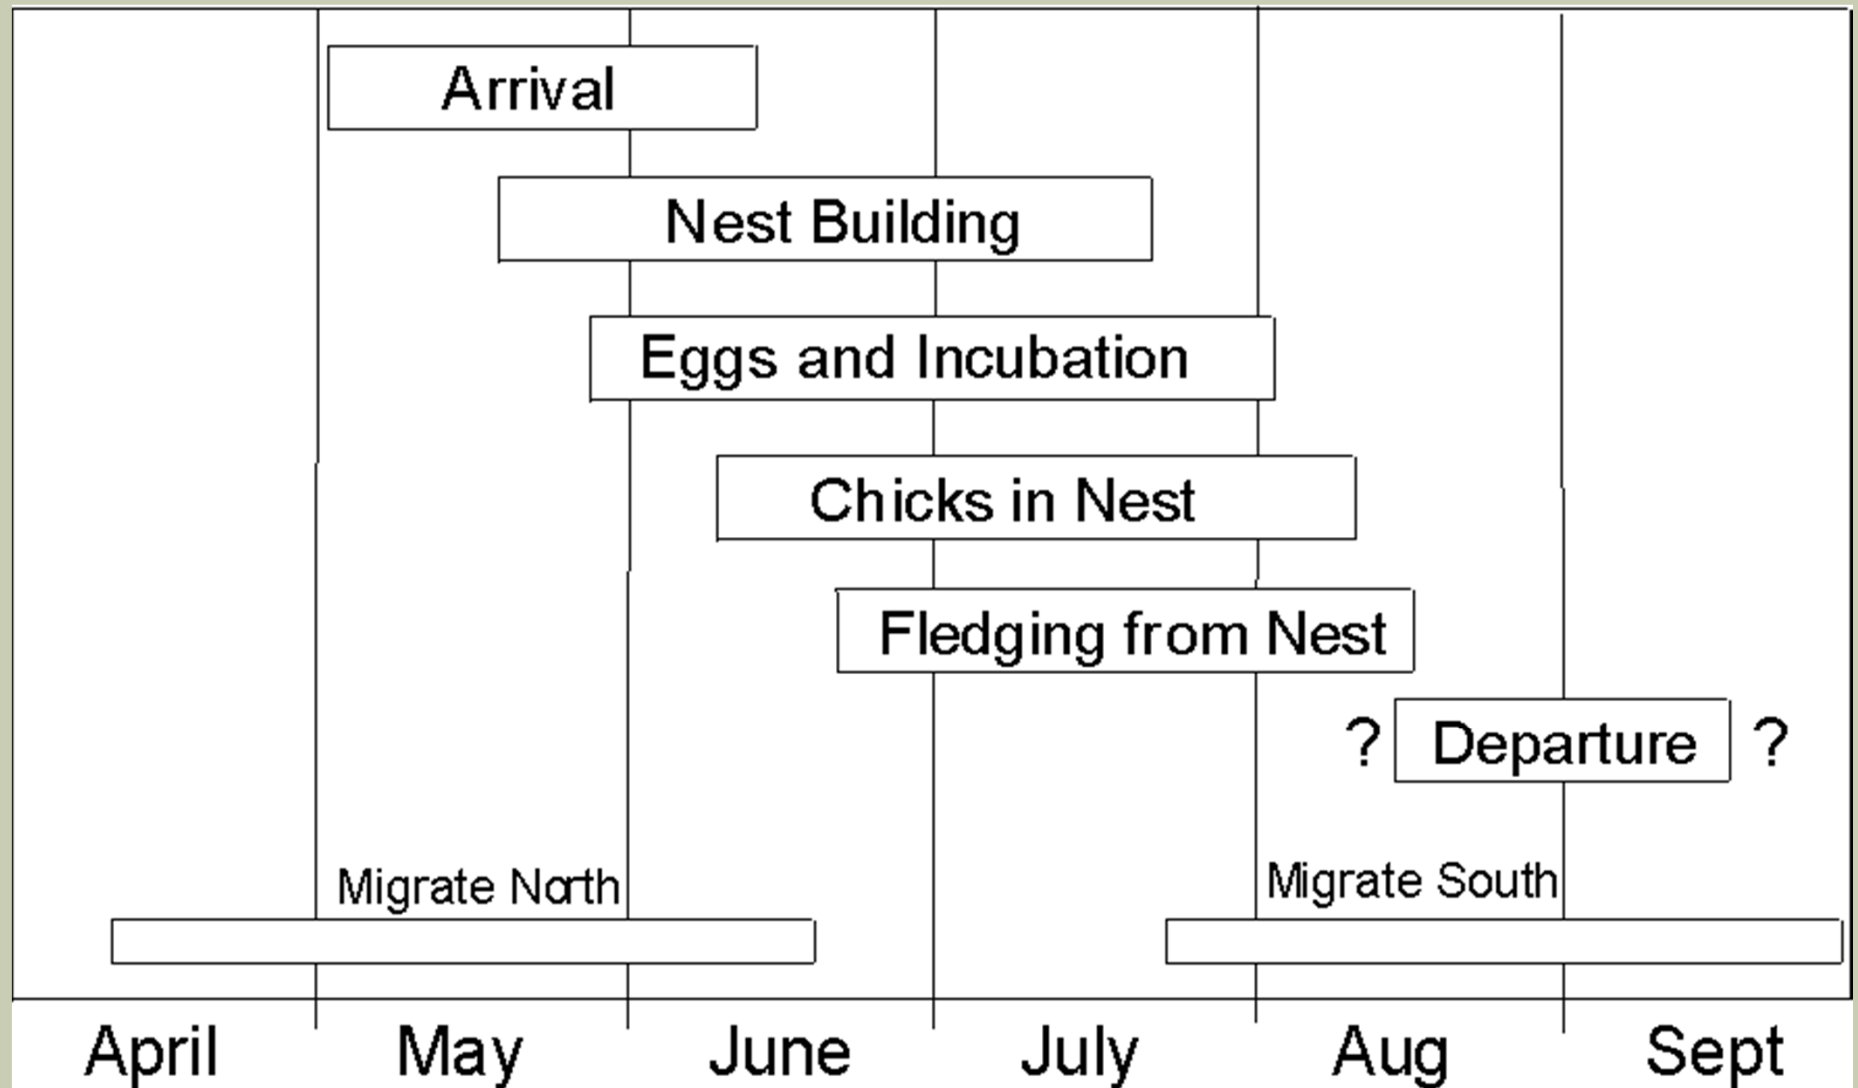 Arrival
Nest Building
Eggs and Incubation
Chicks in Nest
Fledging from Nest
? Departure ?
Migrate North Migrate South
April May June July Aug Sept